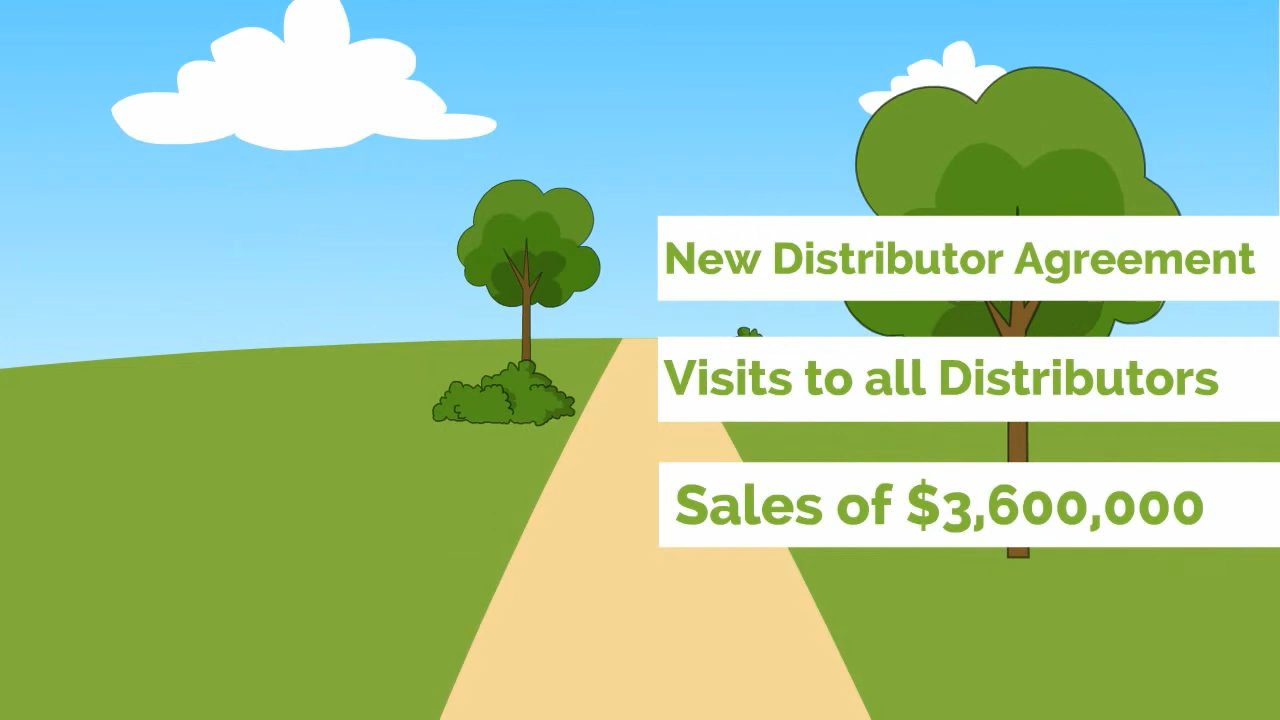 New Distributor Agreement
Visits to all Distributors
Sales of $3,600,000